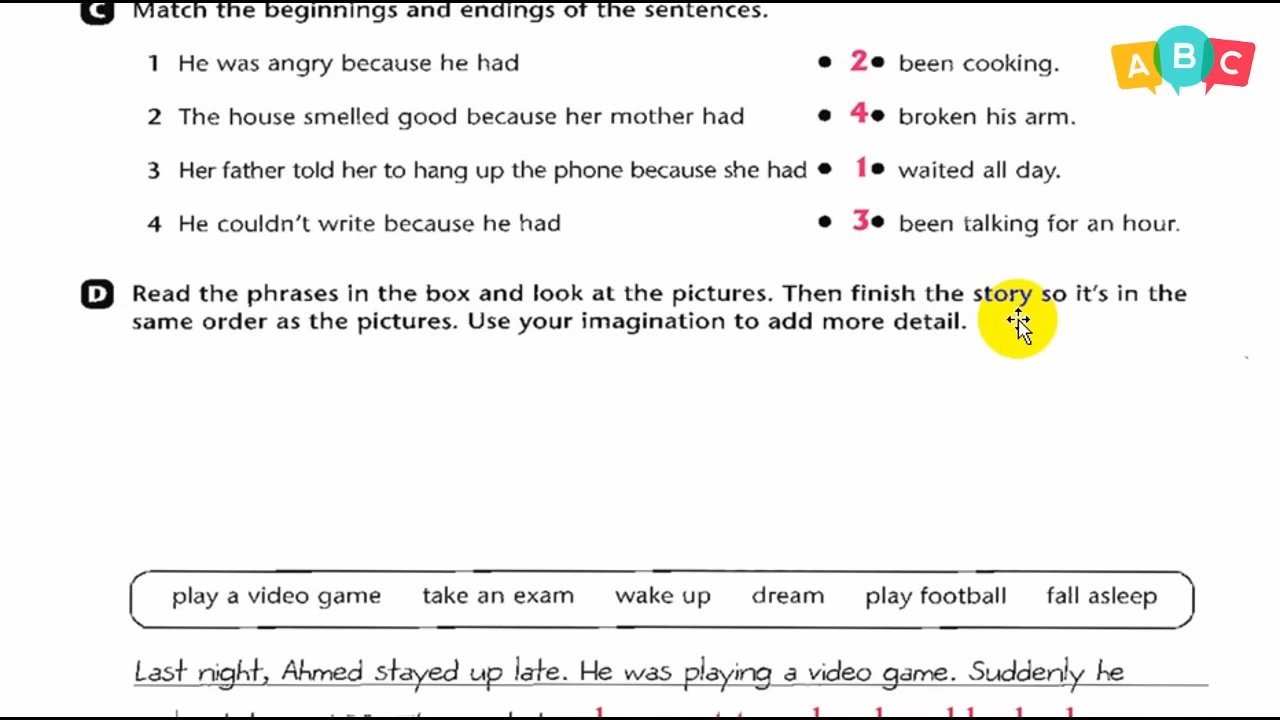 C Match the beginnings and endings of the sentences.
A B C
1 He was angry because he had • 2• been cooking.
2 The house smelled good because her mother had • 4• broken his arm.
3 Her father told her to hang up the phone because she had • 1• waited all day.
4 He couldn't write because he had • 3• been talking for an hour.
D Read the phrases in the box and look at the pictures. Then finish the story so it's in the
same order as the pictures. Use your imagination to add more detail.
play a video game take an exam wake up dream play football fall asleep
Last night, Ahmed stayed up late. He was playing a video game. Suddenly he